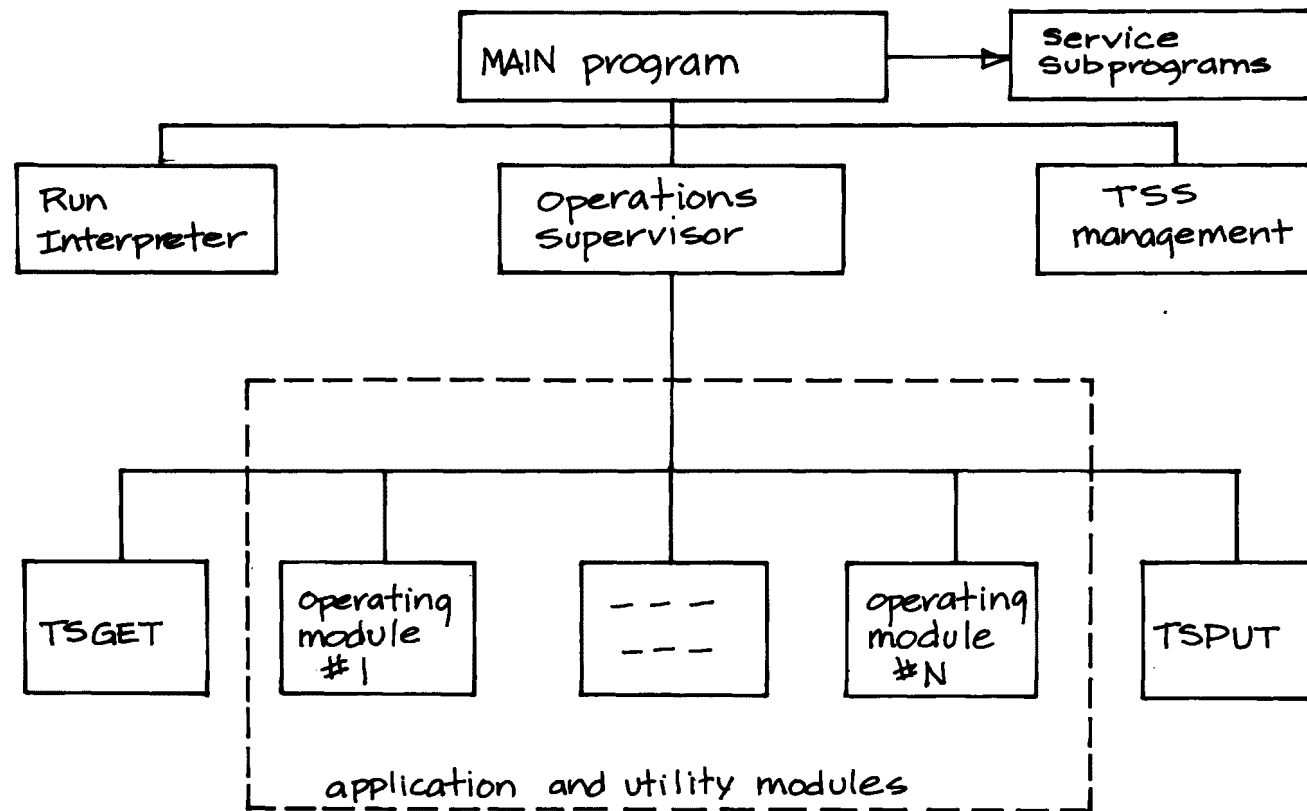 MAIN program
Service
Subprograms
Run
Interpreter
Operations
Supervisor
TSS
management
TSGET
operating
module
#1
– – –
– – –
operating
module
#N
TSPUT
application and utility modules